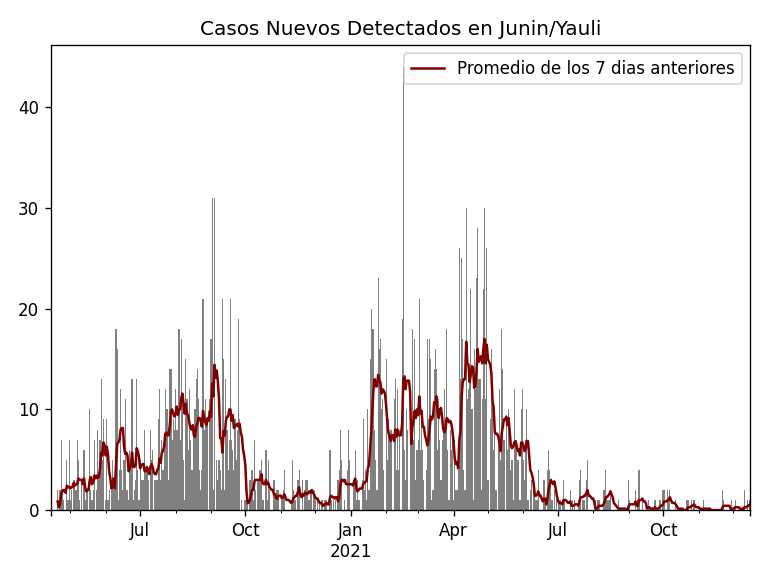 Casos Nuevos Detectados en Junin/Yauli
Promedio de los 7 dias anteriores
40
30
20
10
0
Jul Oct Jan Apr Jul Oct
2021